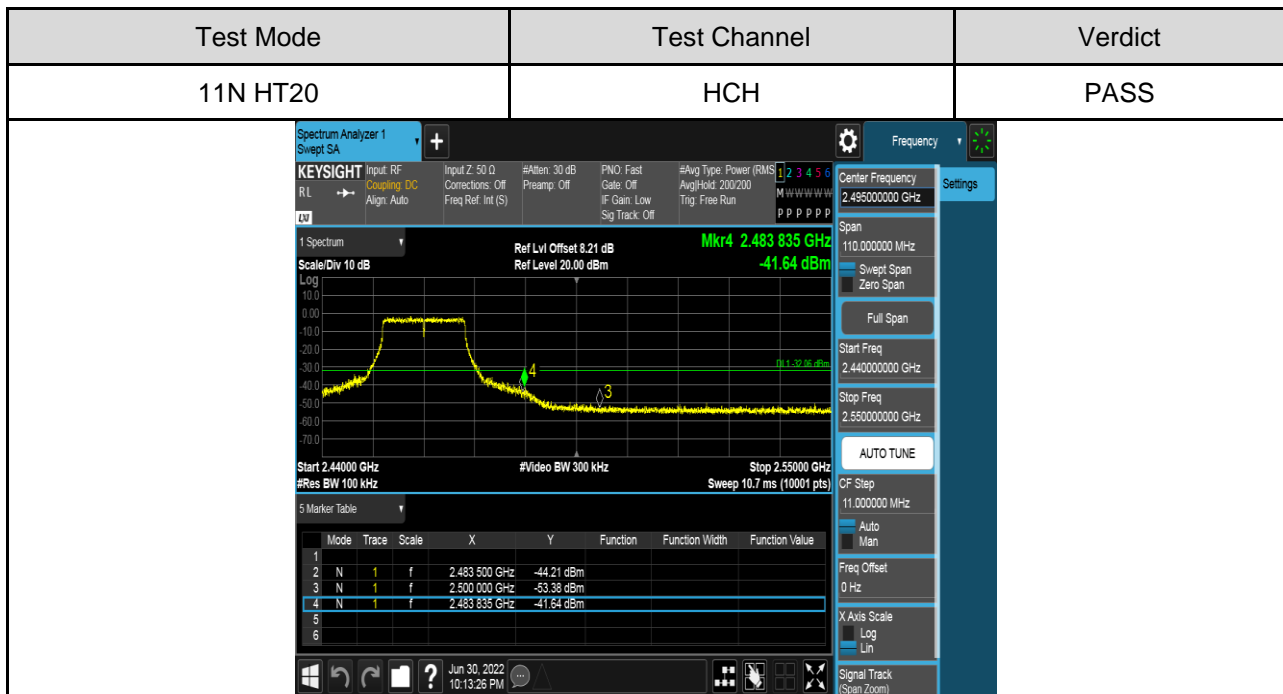 Test Mode Test Channel Verdict
11N HT20 HCH PASS
Spectrum Analyzer 1
Swept SA
+
Frequency
KEYSIGHT Input: RF Input Z: 50 Ω #Atten: 30 dB PNO: Fast #Avg Type: Power (RMS 1 2 3 4 5 6
RL Coupling: DC Corrections: Off Preamp: Off Gate: Off Avg|Hold: 200/200 M W W W W W
Align: Auto Freq Ref: Int (S) IF Gain: Low Trig: Free Run
LXI Sig Track: Off P P P P P P
Center Frequency
2.495000000 GHz
Settings
1 Spectrum
Ref Lvl Offset 8.21 dB
Mkr4 2.483 835 GHz
Scale/Div 10 dB
Ref Level 20.00 dBm
-41.64 dBm
Span
110.000000 MHz
Swept Span
Zero Span
Full Span
Start Freq
2.440000000 GHz
Stop Freq
2.550000000 GHz
AUTO TUNE
CF Step
11.000000 MHz
Auto
Man
Freq Offset
0 Hz
X Axis Scale
Log
Lin
Signal Track
(Span Zoom)
Log
10.0
0.00
-10.0
-20.0
DL1 -32.06 dBm
-30.0
4
-40.0
3
-50.0
-60.0
-70.0
Start 2.44000 GHz #Video BW 300 kHz Stop 2.55000 GHz
#Res BW 100 kHz Sweep 10.7 ms (10001 pts)
5 Marker Table
Mode Trace Scale X Y Function Function Width Function Value
1
2 N 1 f 2.483 500 GHz -44.21 dBm
3 N 1 f 2.500 000 GHz -53.38 dBm
4 N 1 f 2.483 835 GHz -41.64 dBm
5
6
? Jun 30, 2022
10:13:26 PM